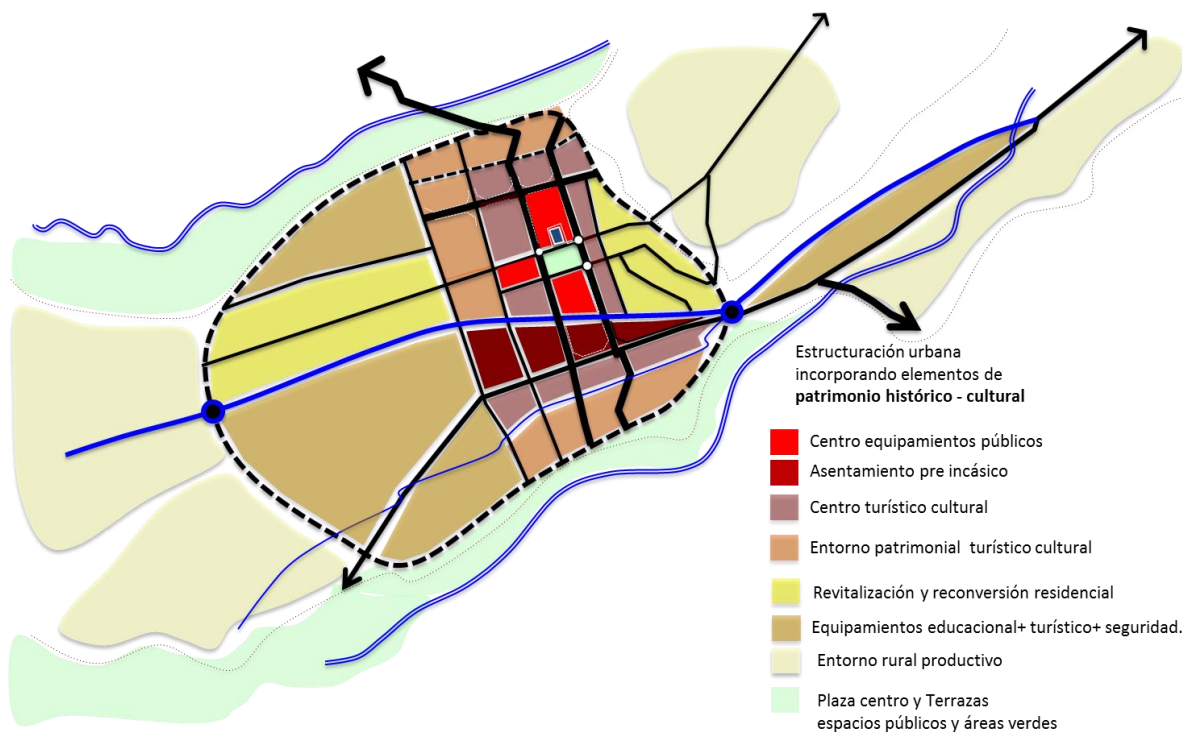 Estructuración urbana
incorporando elementos de
patrimonio histórico - cultural
Centro equipamientos públicos
Asentamiento pre incásico
Centro turístico cultural
Entorno patrimonial turístico cultural
Revitalización y reconversión residencial
Equipamientos educacional+ turístico+ seguridad.
Entorno rural productivo
Plaza centro y Terrazas
espacios públicos y áreas verdes